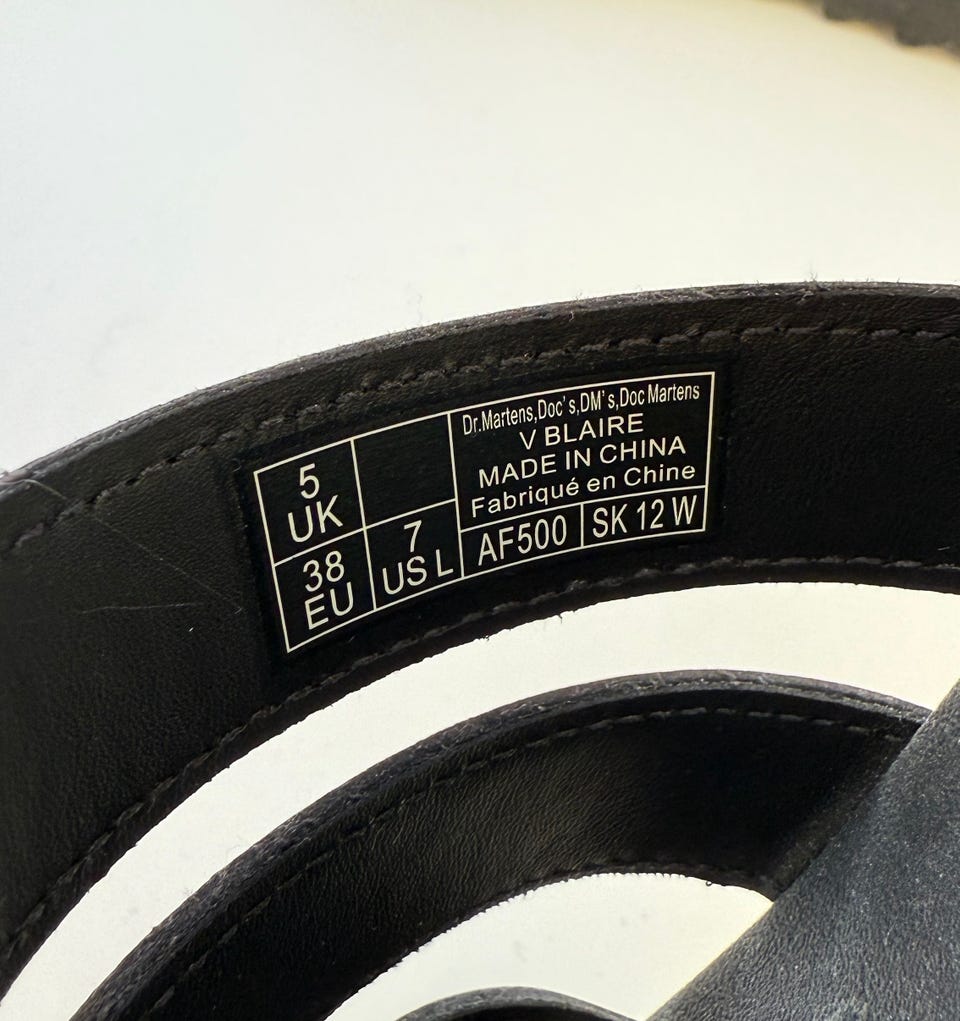 5
UK
38
EU
7
US L
Dr.Martens,Doc's,DM's,Doc Martens
V BLAIRE
MADE IN CHINA
Fabriqué en Chine
AF500
SK 12 W